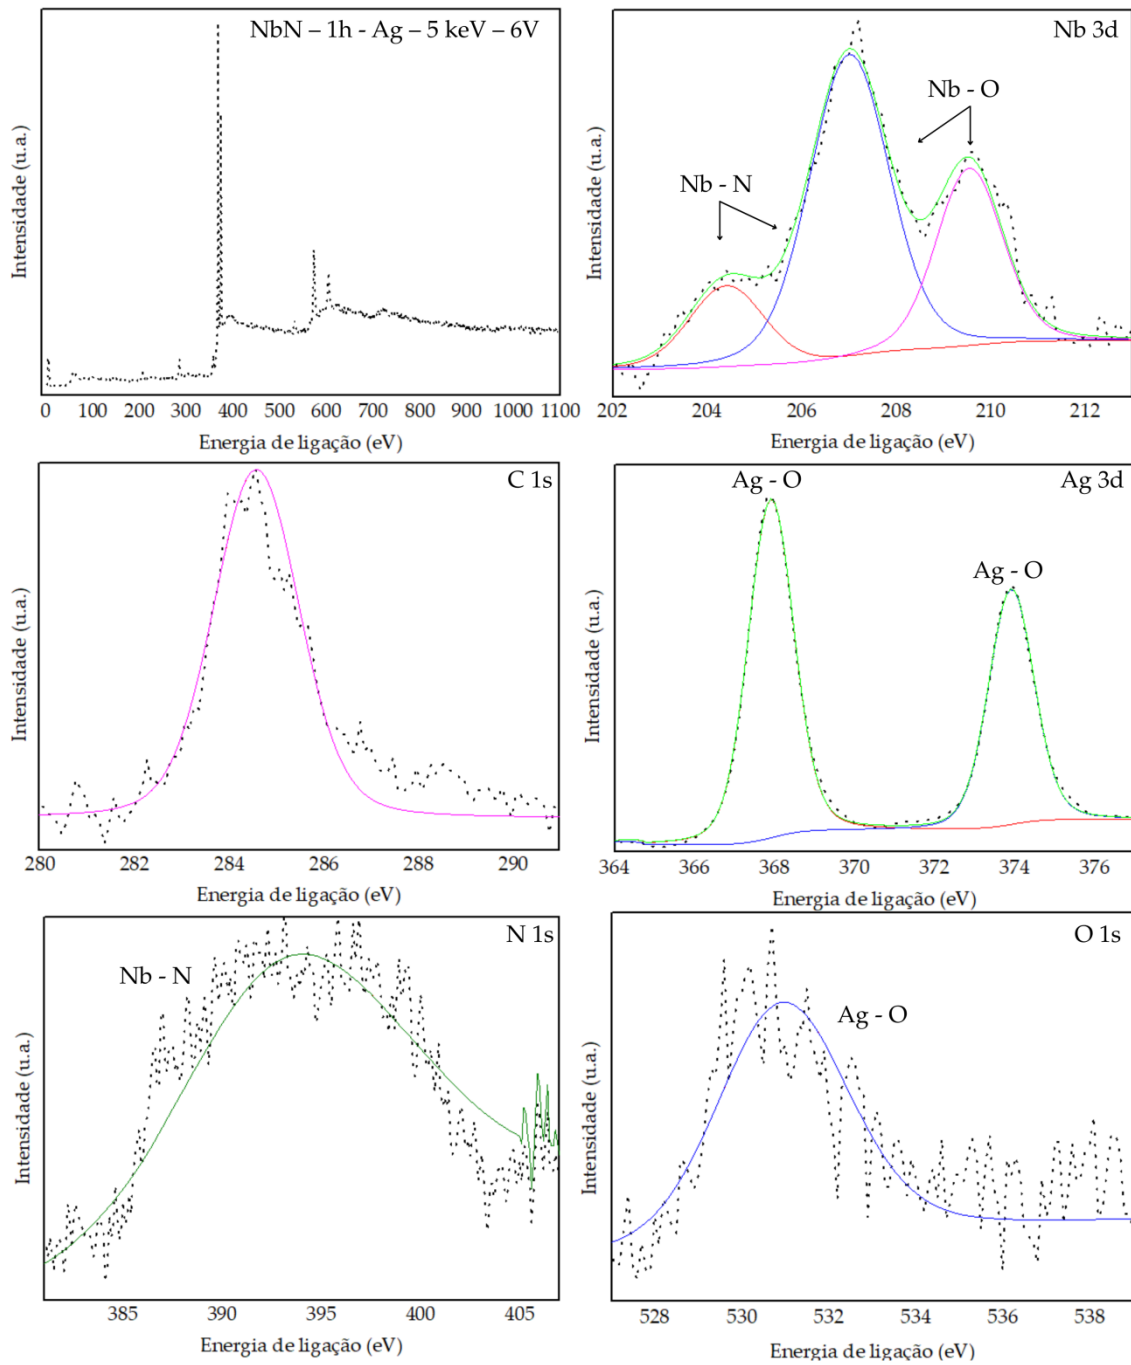 NbN – 1h - Ag – 5 keV – 6V
Intensidade (u.a.)
0 100 200 300 400 500 600 700 800 900 1000 1100
Energia de ligação (eV)
Nb 3d
Nb - O
Nb - N
Intensidade (u.a.)
202 204 206 208 210 212
Energia de ligação (eV)
C 1s
Intensidade (u.a.)
280 282 284 286 288 290
Energia de ligação (eV)
Ag - O
Ag 3d
Ag - O
Intensidade (u.a.)
364 366 368 370 372 374 376
Energia de ligação (eV)
N 1s
Nb - N
Intensidade (u.a.)
385 390 395 400 405
Energia de ligação (eV)
O 1s
Ag - O
Intensidade (u.a.)
528 530 532 534 536 538
Energia de ligação (eV)